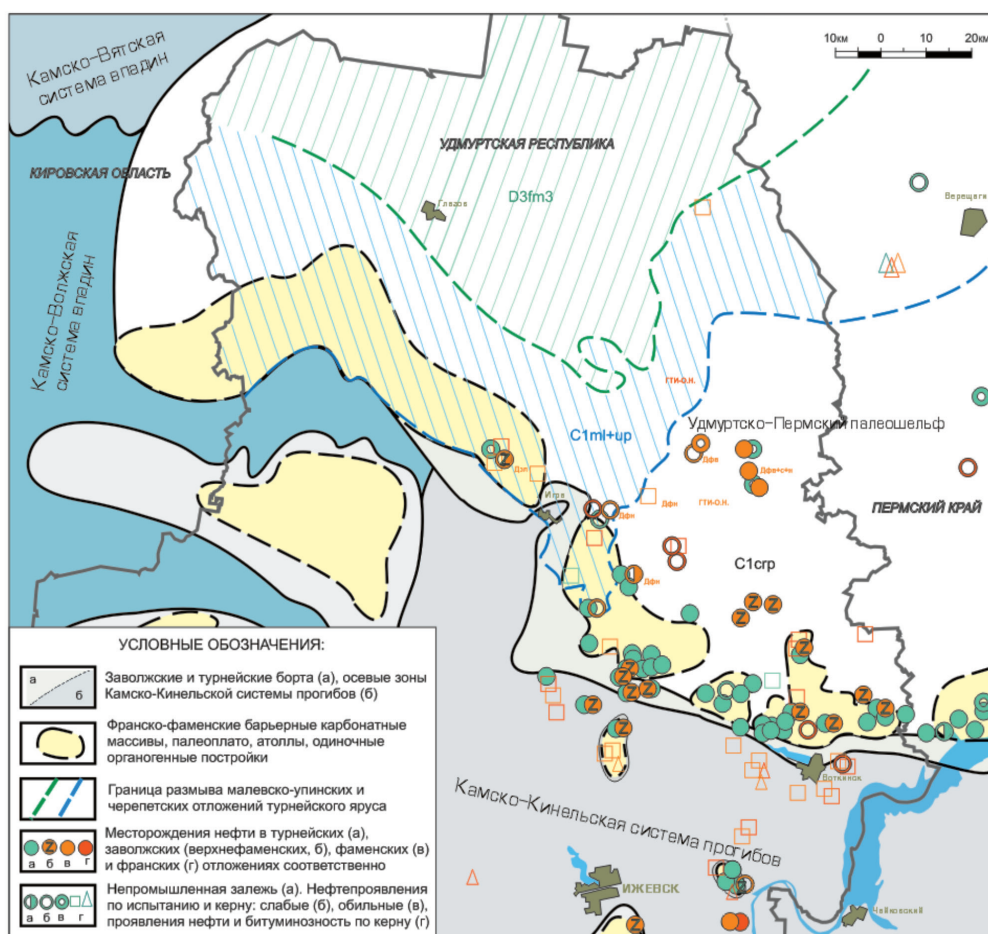 Камско-Вятская
система впадин
10км 0 20км
КИРОВСКАЯ ОБЛАСТЬ
УДМУРТСКАЯ РЕСПУБЛИКА
D3fm3
Глазов
Верещаги
Камско-Волжская
система впадин
ГТИ-О.Н.
C1ml+up
Удмуртско-Пермский палеошельф
Дзл
Дфв
Дфв+с+н
Игра
Дфн
ГТИ-О.Н.
Дфн
ПЕРМСКИЙ КРАЙ
C1crp
Дфн
Воткинск
Камско-Кинельская система прогибов
ИЖЕВСК
Чайковский
УСЛОВНЫЕ ОБОЗНАЧЕНИЯ:
а б
Заволжские и турнейские борта (а), осевые зоны
Камско-Кинельской системы прогибов (б)
Франско-фаменские барьерные карбонатные
массивы, палеоплато, атоллы, одиночные
органогенные постройки
Граница размыва малевско-упинских и
черепетских отложений турнейского яруса
Месторождения нефти в турнейских (а),
заволжских (верхнефаменских, б), фаменских (в)
и франских (г) отложениях соответственно
а б в г
Непромышленная залежь (а). Нефтепроявления
по испытанию и керну: слабые (б), обильные (в),
проявления нефти и битуминозность по керну (г)
а б в г